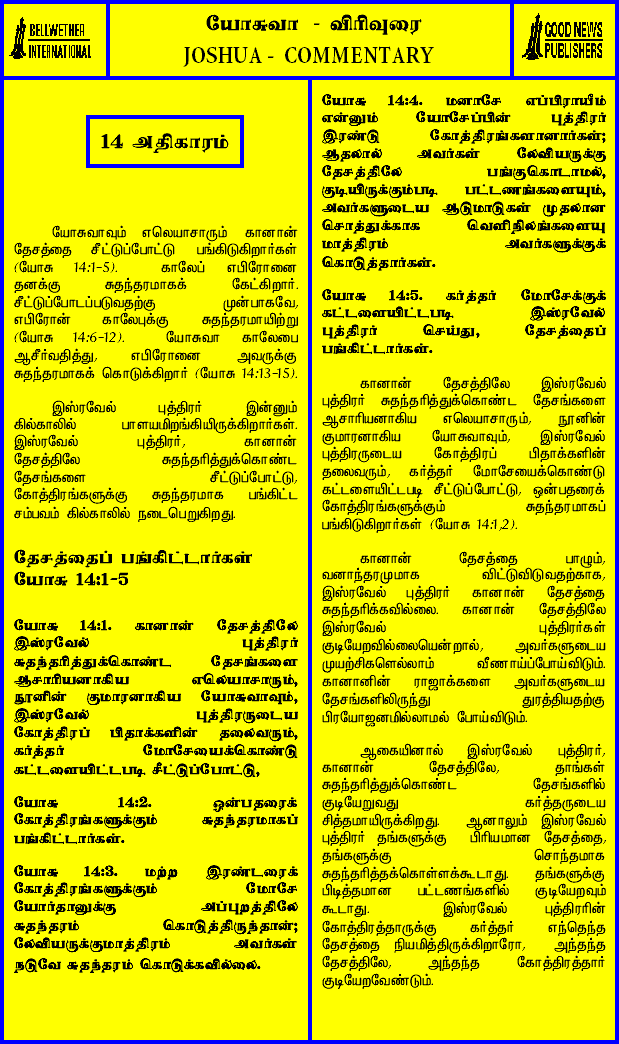 BELLWETHER
INTERNATIONAL
யோசுவா - விரிவுரை
JOSHUA - COMMENTARY
GOOD NEWS
PUBLISHERS
14 அதிகாரம்
யோசுவாவும் எலெயாசாரும் கானான்
தேசத்தை சீட்டுப்போட்டு பங்கிடுகிறார்கள்
(யோசு 14:1-5). காலேப் எபிரோனை
தனக்கு சுதந்தரமாகக் கேட்கிறார்.
சீட்டுப்போடப்படுவதற்கு முன்பாகவே,
எபிரோன் காலேபுக்கு சுதந்தரமாயிற்று
(யோசு 14:6-12). யோசுவா காலேபை
ஆசீர்வதித்து, எபிரோனை அவருக்கு
சுதந்தரமாகக் கொடுக்கிறார் (யோசு 14:13-15).
இஸ்ரவேல் புத்திரர் இன்னும்
கில்காலில் பாளயமிறங்கியிருக்கிறார்கள்.
இஸ்ரவேல் புத்திரர், கானான்
தேசத்திலே சுதந்தரித்துக்கொண்ட
தேசங்களை சீட்டுப்போட்டு,
கோத்திரங்களுக்கு சுதந்தரமாக பங்கிட்ட
சம்பவம் கில்காலில் நடைபெறுகிறது.
தேசத்தைப் பங்கிட்டார்கள்
யோசு 14:1-5
யோசு 14:1. கானான் தேசத்திலே
இஸ்ரவேல் புத்திரர்
சுதந்தரித்துக்கொண்ட தேசங்களை
ஆசாரியனாகிய எலெயாசாரும்,
நூனின் குமாரனாகிய யோசுவாவும்,
இஸ்ரவேல் புத்திரருடைய
கோத்திரப் பிதாக்களின் தலைவரும்,
கர்த்தர் மோசேயைக்கொண்டு
கட்டளையிட்டபடி சீட்டுப்போட்டு,
யோசு 14:2. ஒன்பதரைக்
கோத்திரங்களுக்கும் சுதந்தரமாகப்
பங்கிட்டார்கள்.
யோசு 14:3. மற்ற இரண்டரைக்
கோத்திரங்களுக்கும் மோசே
யோர்தானுக்கு அப்புறத்திலே
சுதந்தரம் கொடுத்திருந்தான்;
லேவியருக்குமாத்திரம் அவர்கள்
நடுவே சுதந்தரம் கொடுக்கவில்லை.
யோசு 14:4. மனாசே எப்பிராயீம்
என்னும் யோசேப்பின் புத்திரர்
இரண்டு கோத்திரங்களானார்கள்;
ஆதலால் அவர்கள் லேவியருக்கு
தேசத்திலே பங்குகொடாமல்,
குடியிருக்கும்படி பட்டணங்களையும்,
அவர்களுடைய ஆடுமாடுகள் முதலான
சொத்துக்காக வெளிநிலங்களையு
மாத்திரம் அவர்களுக்குக்
கொடுத்தார்கள்.
யோசு 14:5. கர்த்தர் மோசேக்குக்
கட்டளையிட்டபடி இஸ்ரவேல்
புத்திரர் செய்து, தேசத்தைப்
பங்கிட்டார்கள்.
கானான் தேசத்திலே இஸ்ரவேல்
புத்திரர் சுதந்தரித்துக்கொண்ட தேசங்களை
ஆசாரியனாகிய எலெயாசாரும், நூனின்
குமாரனாகிய யோசுவாவும், இஸ்ரவேல்
புத்திரருடைய கோத்திரப் பிதாக்களின்
தலைவரும், கர்த்தர் மோசேயைக்கொண்டு
கட்டளையிட்டபடி சீட்டுப்போட்டு, ஒன்பதரைக்
கோத்திரங்களுக்கும் சுதந்தரமாகப்
பங்கிடுகிறார்கள் (யோசு 14:1,2).
கானான் தேசத்தை பாழும்,
வனாந்தரமுமாக விட்டுவிடுவதற்காக,
இஸ்ரவேல் புத்திரர் கானான் தேசத்தை
சுதந்தரிக்கவில்லை. கானான் தேசத்திலே
இஸ்ரவேல் புத்திரர்கள்
குடியேறவில்லையென்றால், அவர்களுடைய
முயற்சிகளெல்லாம் வீணாய்ப்போய்விடும்.
கானானின் ராஜாக்களை அவர்களுடைய
தேசங்களிலிருந்து துரத்தியதற்கு
பிரயோஜனமில்லாமல் போய்விடும்.
ஆகையினால் இஸ்ரவேல் புத்திரர்,
கானான் தேசத்திலே, தாங்கள்
சுதந்தரித்துக்கொண்ட தேசங்களில்
குடியேறுவது கர்த்தருடைய
சித்தமாயிருக்கிறது. ஆனாலும் இஸ்ரவேல்
புத்திரர் தங்களுக்கு பிரியமான தேசத்தை,
தங்களுக்கு சொந்தமாக
சுதந்தரித்தக்கொள்ளக்கூடாது. தங்களுக்கு
பிடித்தமான பட்டணங்களில் குடியேறவும்
கூடாது. இஸ்ரவேல் புத்திரரின்
கோத்திரத்தாருக்கு கர்த்தர் எந்தெந்த
தேசத்தை நியமித்திருக்கிறாரோ, அந்தந்த
தேசத்திலே, அந்தந்த கோத்திரத்தார்
குடியேறவேண்டும்.